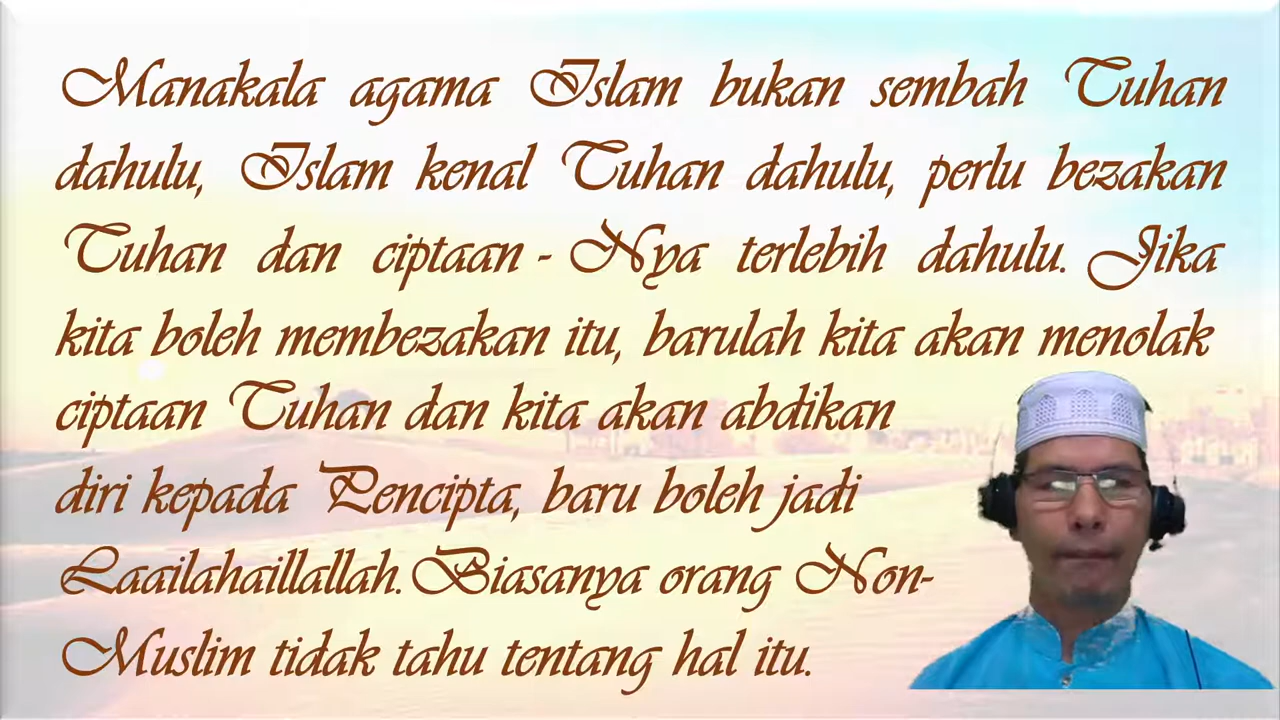 Manakala agama Islam bukan sembah Tuhan
dahulu, Islam kenal Tuhan dahulu, perlu bezakan
Tuhan dan ciptaan - Nya terlebih dahulu. Jika
kita boleh membezakan itu, barulah kita akan menolak
ciptaan Tuhan dan kita akan abdikan
diri kepada Pencipta, baru boleh jadi
Laailahaillallah. Biasanya orang Non-
Muslim tidak tahu tentang hal itu.